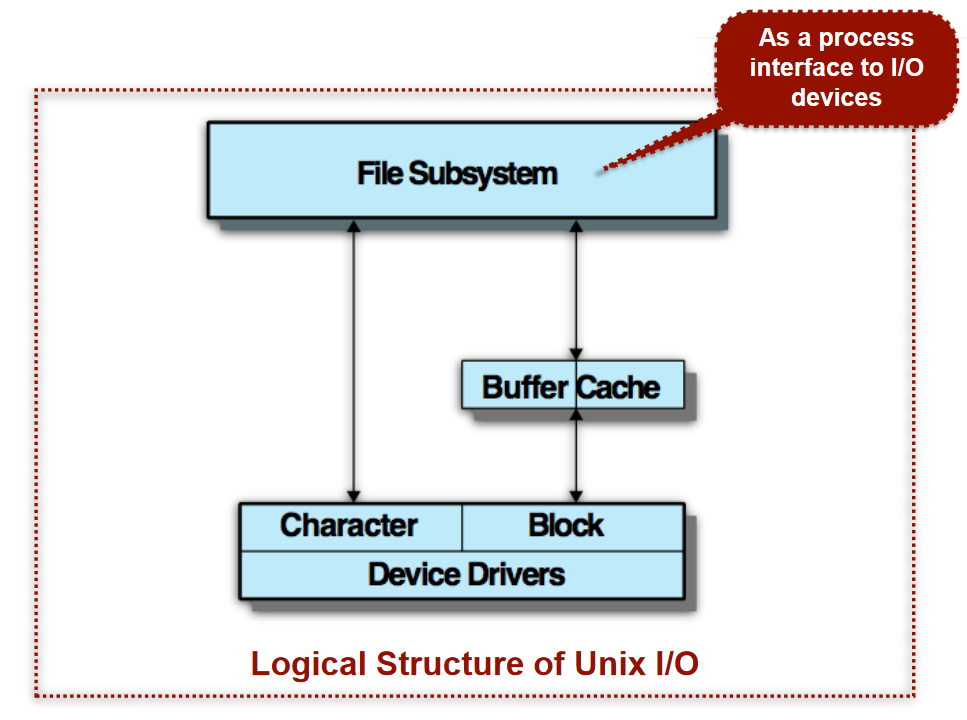 As a process
interface to I/O
devices
File Subsystem
Buffer Cache
Character
Block
Device Drivers
Logical Structure of Unix I/O